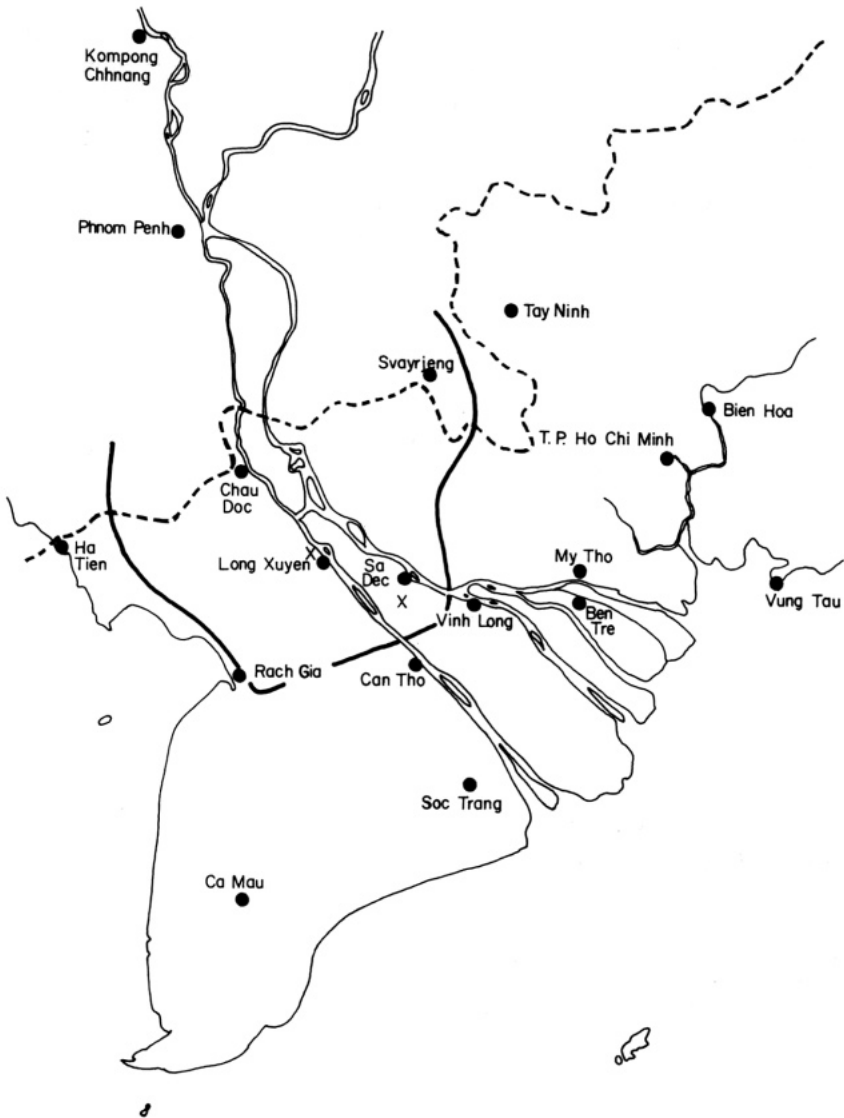 Kompong
Chhnang
Phnom Penh
Tay Ninh
Svayrieng
Bien Hoa
T. P. Ho Chi Minh
Chau
Doc
Ha
Tien
Long Xuyen
X
Sa
Dec
X
My Tho
Ben
Tre
Vung Tau
Vinh Long
Rach Gia
Can Tho
Soc Trang
Ca Mau